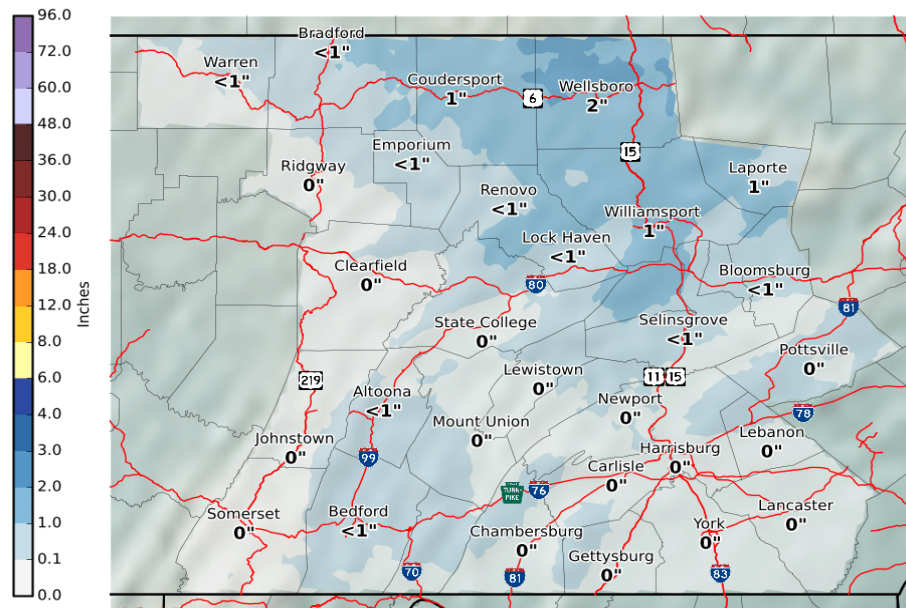 96.0
72.0
60.0
48.0
36.0
30.0
24.0
18.0
12.0
8.0
6.0
4.0
3.0
2.0
1.0
0.1
0.0
Inches
Bradford
<1"
Warren
<1"
Coudersport
1"
6
Wellsboro
2"
15
Emporium
<1"
Ridgway
0"
Laporte
1"
Renovo
<1"
Williamsport
1"
Lock Haven
<1"
Clearfield
0"
80
Bloomsburg
<1"
81
State College
0"
Selinsgrove
<1"
Pottsville
0"
219
Lewistown
0"
11 15
Altoona
<1"
Newport
0"
78
Mount Union
0"
Lebanon
0"
Johnstown
0"
99
Harrisburg
0"
Carlisle
0"
TURN-
PIKE
76
Somerset
0"
Bedford
<1"
Lancaster
0"
Chambersburg
0"
York
0"
Gettysburg
0"
70
81
83